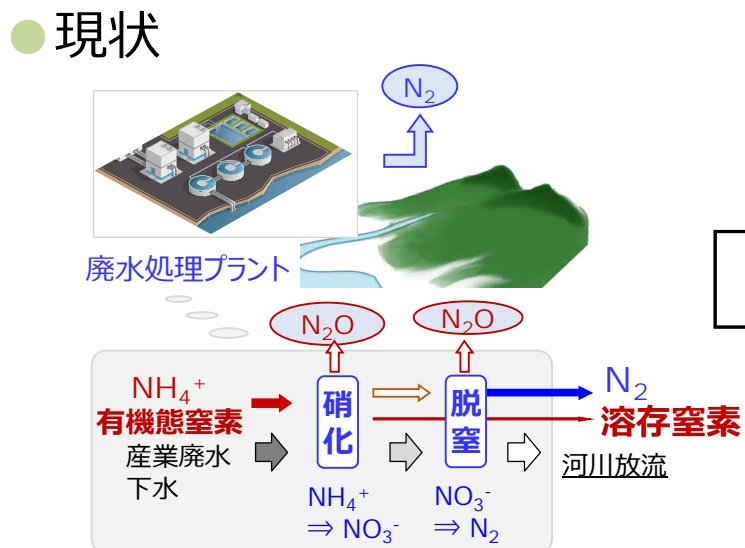 現状
N₂
廃水処理プラント
N₂O
N₂O
NH₄⁺
有機態窒素
産業廃水
下水
硝化
脱窒
N₂
溶存窒素
河川放流
NH₄⁺
⇒ NO₃⁻
NO₃⁻
⇒ N₂